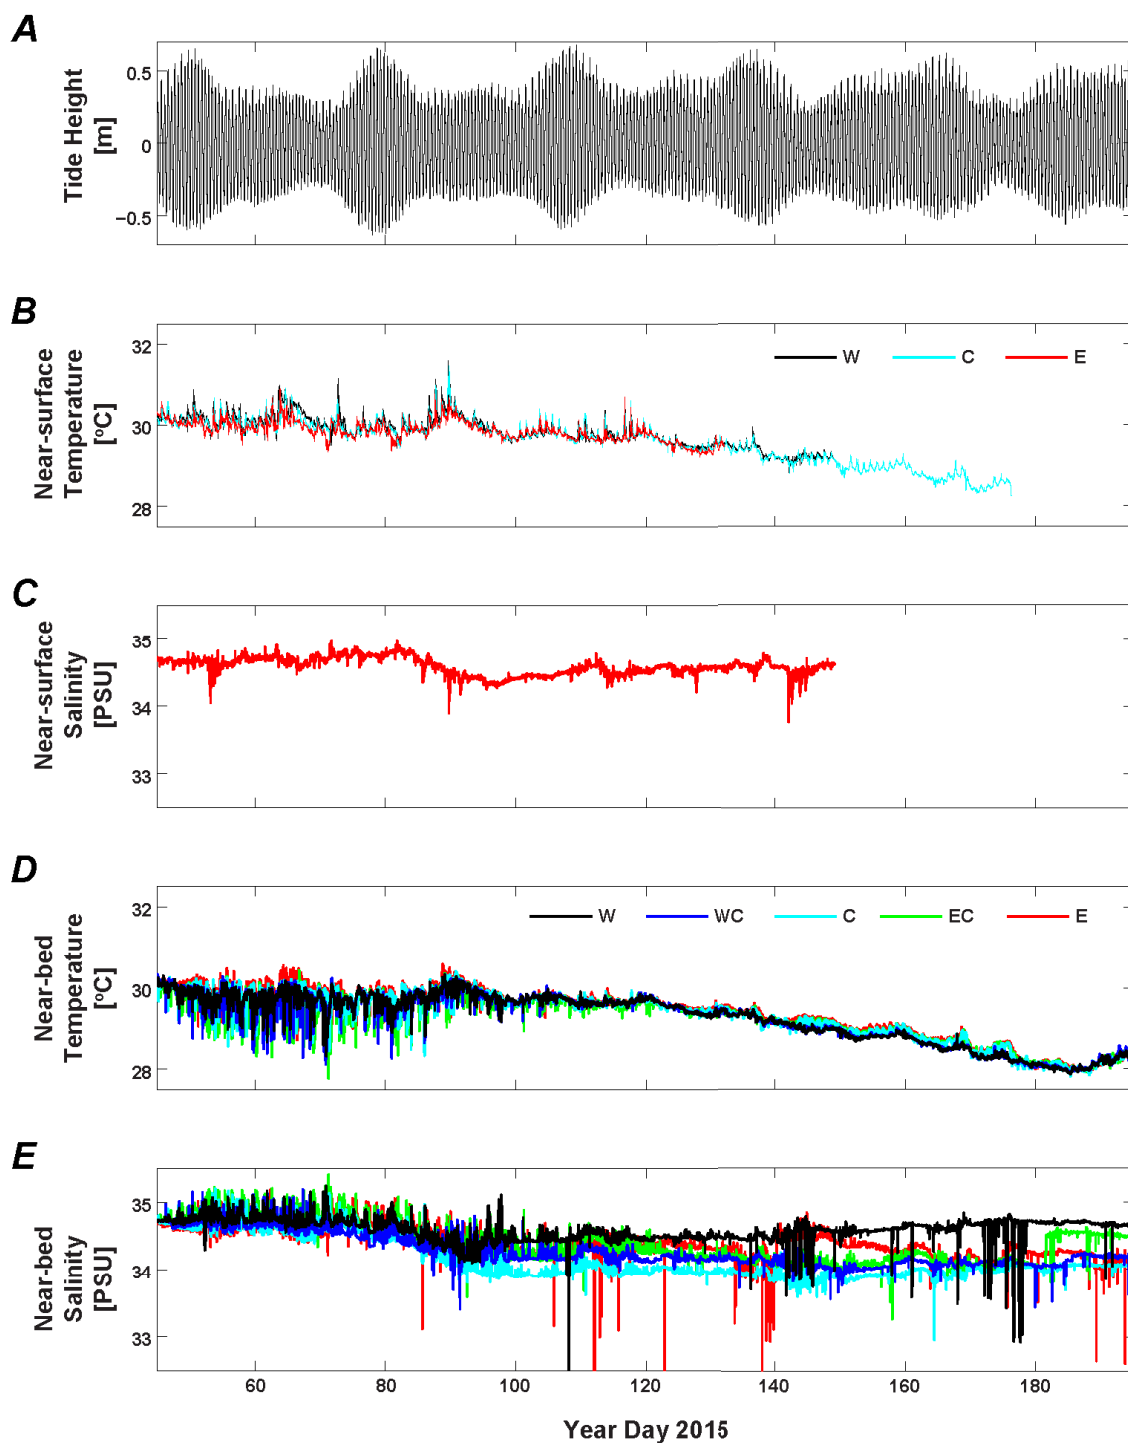 A
Tide Height
[m]
0.5
0
−0.5
B
Near-surface
Temperature
[ºC]
32
30
28
W C E
C
Near-surface
Salinity
[PSU]
35
34
33
D
Near-bed
Temperature
[ºC]
32
30
28
W WC C EC E
E
Near-bed
Salinity
[PSU]
35
34
33
60 80 100 120 140 160 180
Year Day 2015